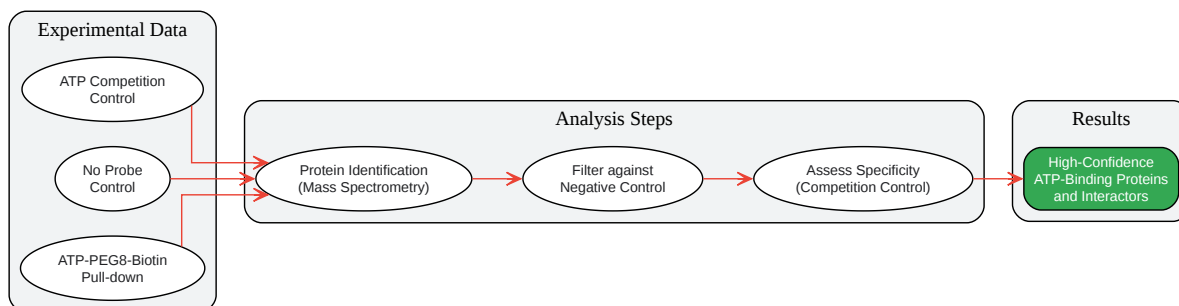 Experimental Data
ATP Competition
Control
No Probe
Control
ATP-PEG8-Biotin
Pull-down
Analysis Steps
Protein Identification
(Mass Spectrometry)
Filter against
Negative Control
Assess Specificity
(Competition Control)
Results
High-Confidence
ATP-Binding Proteins
and Interactors